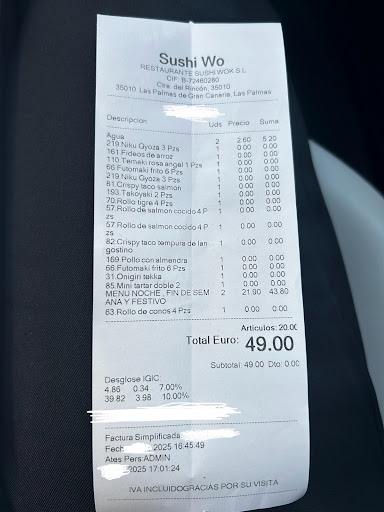 Sushi Wo
RESTAURANTE SUSHI WOK S.L
CIF: B-72460280
Ctra. del Rincón, 35010
35010 Las Palmas de Gran Canaria, Las Palmas
Descripción Uds Precio Suma
Agua 2 2.60 5.20
219.Niku Gyoza 3 Pzs 1 0.00 0.00
161.Fideos de arroz 1 0.00 0.00
110.Temaki rosa angel 1 Pzs 1 0.00 0.00
66.Futomaki frito 6 Pzs 1 0.00 0.00
219.Niku Gyoza 3 Pzs 1 0.00 0.00
81.Crispy taco salmon 1 0.00 0.00
193.Takoyaki 2 Pzs 1 0.00 0.00
70.Rollo tigre 4 Pzs 1 0.00 0.00
57.Rollo de salmon cocido 4 P 1 0.00 0.00
zs
57.Rollo de salmon cocido 4 P 1 0.00 0.00
zs
82.Crispy taco tempura de lan 1 0.00 0.00
gostino
169.Pollo con almendra 1 0.00 0.00
66.Futomaki frito 6 Pzs 1 0.00 0.00
31.Onigiri tekka 1 0.00 0.00
85.Mini tartar doble 2 1 0.00 0.00
MENU NOCHE, FIN DE SEM 2 21.90 43.80
ANA Y FESTIVO
63.Rollo de conos 4 Pzs 1 0.00 0.00
Artículos: 20.00
Total Euro: 49.00
Subtotal: 49.00 Dto: 0.00
Desglose IGIC:
4.86 0.34 7.00%
39.82 3.98 10.00%
Factura Simplificada
Fech 2025 16:45:49
Ates Pers:ADMIN
2025 17:01:24
IVA INCLUIDOGRACIAS POR SU VISITA